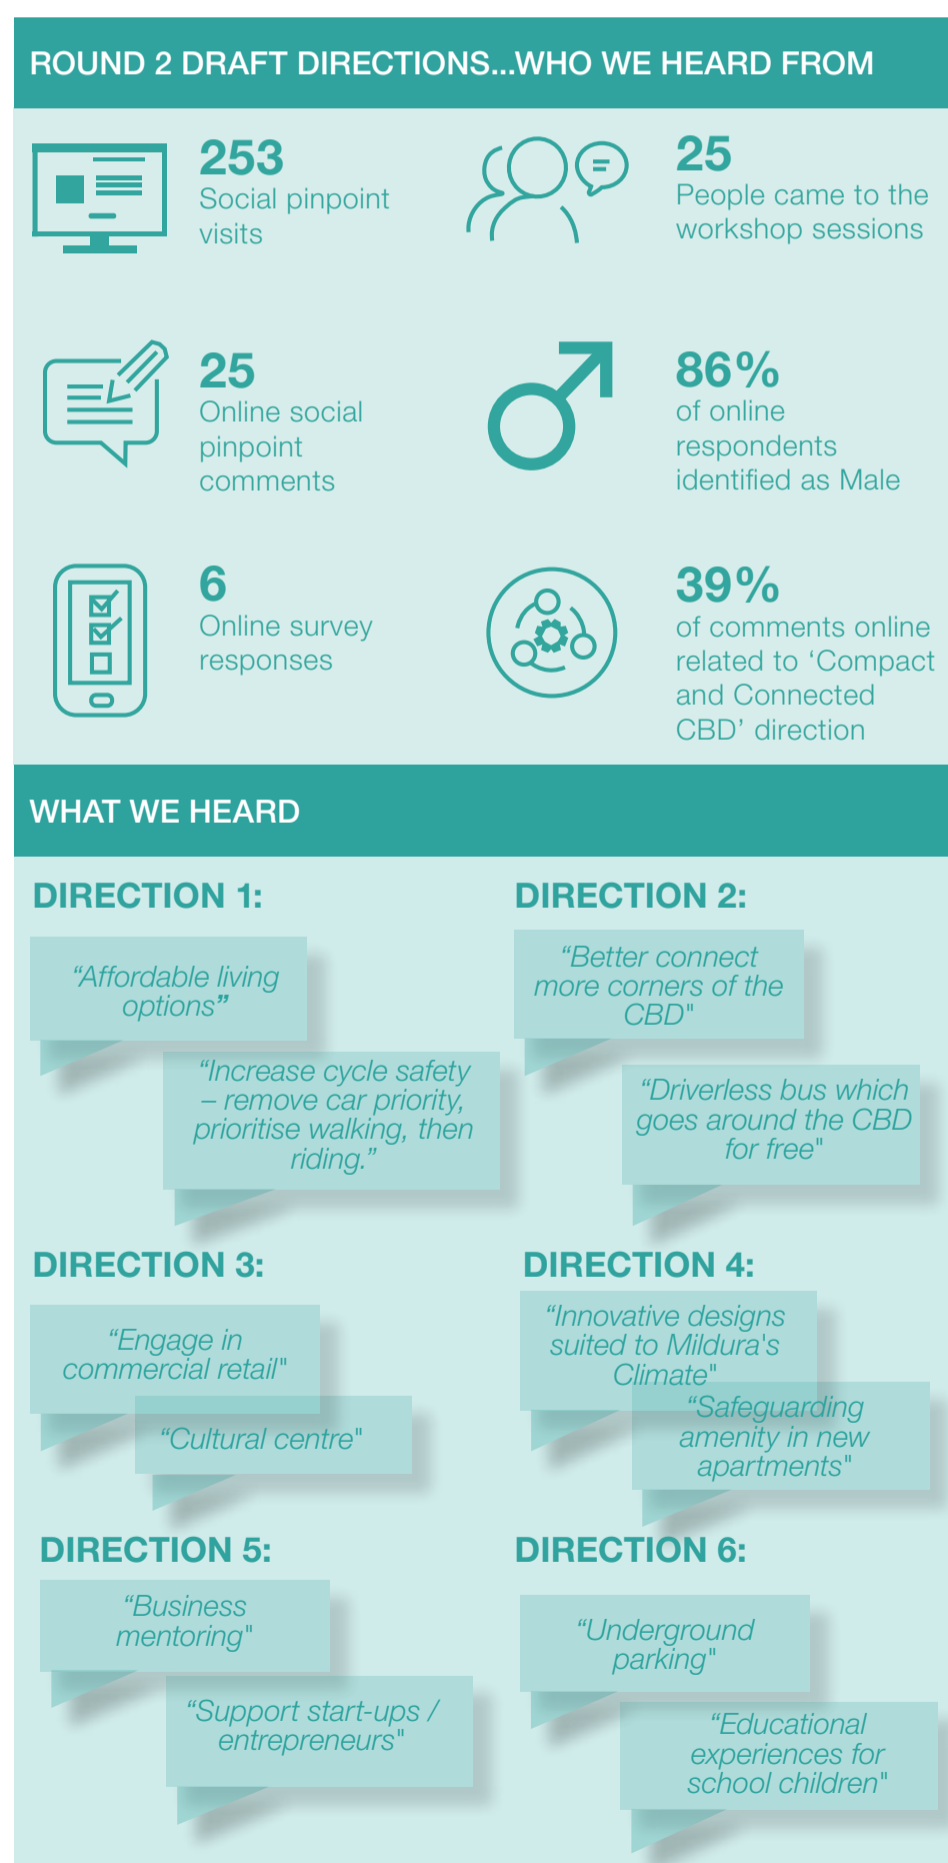 ROUND 2 DRAFT DIRECTIONS...WHO WE HEARD FROM
253
Social pinpoint
visits
25
People came to the
workshop sessions
25
Online social
pinpoint
comments
86%
of online
respondents
identified as Male
6
Online survey
responses
39%
of comments online
related to ‘Compact
and Connected
CBD’ direction
WHAT WE HEARD
DIRECTION 1:
“Affordable living
options”
“Increase cycle safety
– remove car priority,
prioritise walking, then
riding.”
DIRECTION 2:
“Better connect
more corners of the
CBD"
“Driverless bus which
goes around the CBD
for free"
DIRECTION 3:
“Engage in
commercial retail"
“Cultural centre"
DIRECTION 4:
“Innovative designs
suited to Mildura's
Climate"
“Safeguarding
amenity in new
apartments"
DIRECTION 5:
“Business
mentoring"
“Support start-ups /
entrepreneurs"
DIRECTION 6:
“Underground
parking"
“Educational
experiences for
school children"